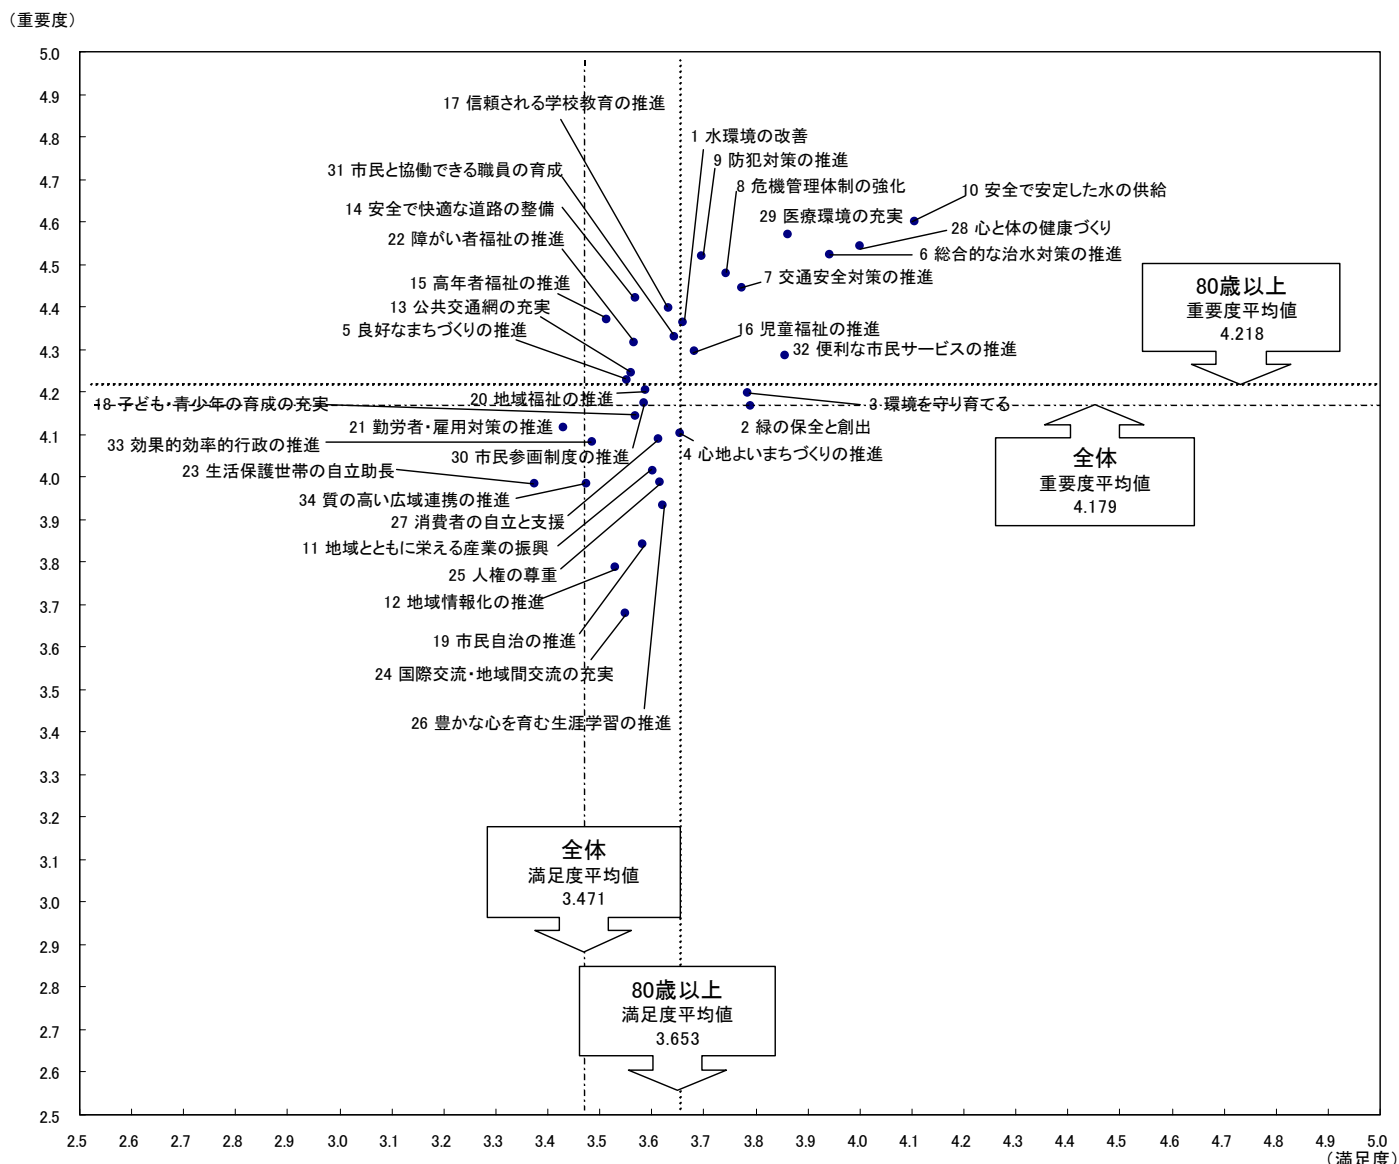 (重要度)
5.0
4.9
4.8
4.7
4.6
4.5
4.4
4.3
4.2
4.1
4.0
3.9
3.8
3.7
3.6
3.5
3.4
3.3
3.2
3.1
3.0
2.9
2.8
2.7
2.6
2.5
17 信頼される学校教育の推進
1 水環境の改善
9 防犯対策の推進
31 市民と協働できる職員の育成
8 危機管理体制の強化
10 安全で安定した水の供給
14 安全で快適な道路の整備
29 医療環境の充実
28 心と体の健康づくり
22 障がい者福祉の推進
6 総合的な治水対策の推進
15 高年者福祉の推進
7 交通安全対策の推進
13 公共交通網の充実
5 良好なまちづくりの推進
16 児童福祉の推進
32 便利な市民サービスの推進
80歳以上
重要度平均値
4.218
20 地域福祉の推進
18 子ども・青少年の育成の充実
3 環境を守り育てる
21 勤労者・雇用対策の推進
2 緑の保全と創出
33 効果的効率的行政の推進
30 市民参画制度の推進
4 心地よいまちづくりの推進
全体
重要度平均値
4.179
23 生活保護世帯の自立助長
34 質の高い広域連携の推進
27 消費者の自立と支援
11 地域とともに栄える産業の振興
25 人権の尊重
12 地域情報化の推進
19 市民自治の推進
24 国際交流・地域間交流の充実
26 豊かな心を育む生涯学習の推進
全体
満足度平均値
3.471
80歳以上
満足度平均値
3.653
2.5 2.6 2.7 2.8 2.9 3.0 3.1 3.2 3.3 3.4 3.5 3.6 3.7 3.8 3.9 4.0 4.1 4.2 4.3 4.4 4.5 4.6 4.7 4.8 4.9 5.0
(満足度)